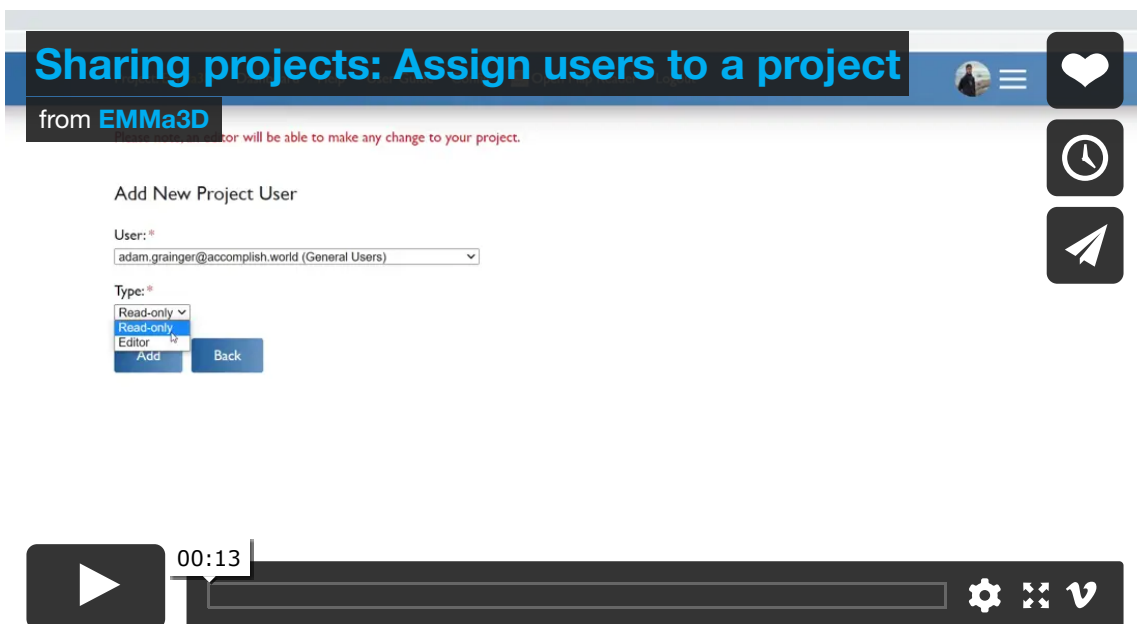 Sharing projects: Assign users to a project
from EMMa3D
Please note, an editor will be able to make any change to your project.
Add New Project User
User: *
adam.grainger@accomplish.world (General Users)
Type: *
Read-only
Read-only
Editor
Add
Back
00:13